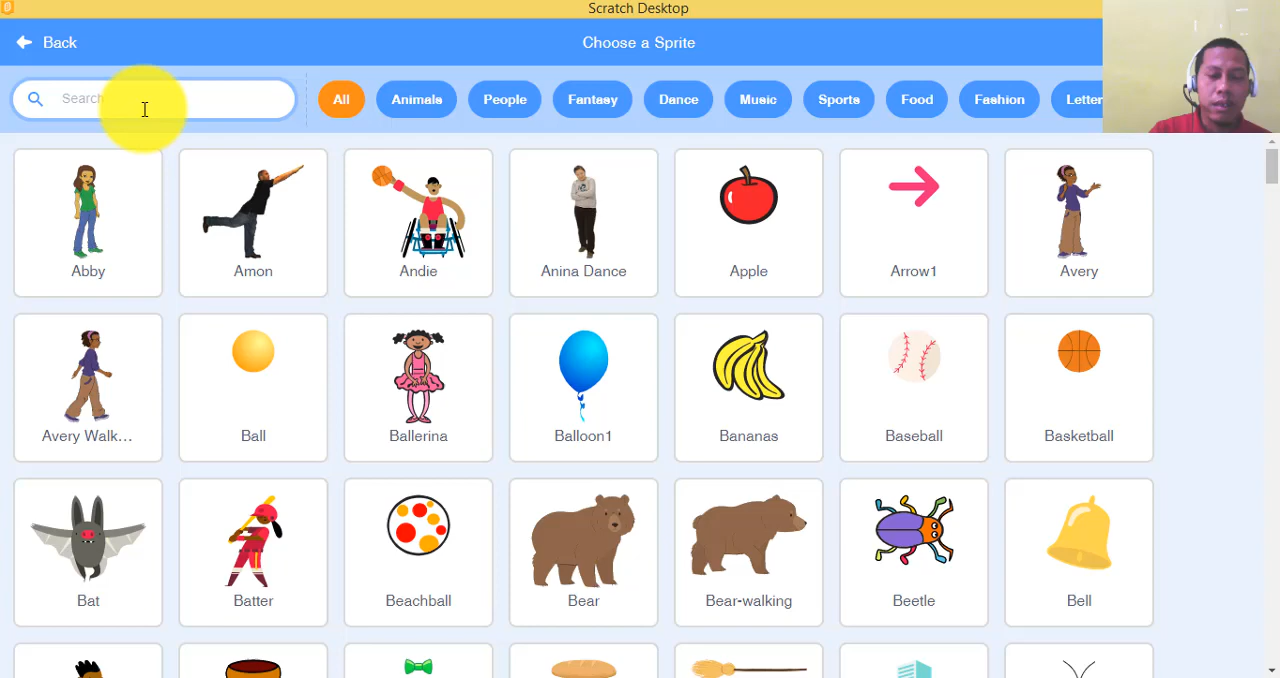 Scratch Desktop
Back
Choose a Sprite
Search
All
Animals
People
Fantasy
Dance
Music
Sports
Food
Fashion
Letter
Abby
Amon
Andie
Anina Dance
Apple
Arrow1
Avery
Avery Walk...
Ball
Ballerina
Balloon1
Bananas
Baseball
Basketball
Bat
Batter
Beachball
Bear
Bear-walking
Beetle
Bell